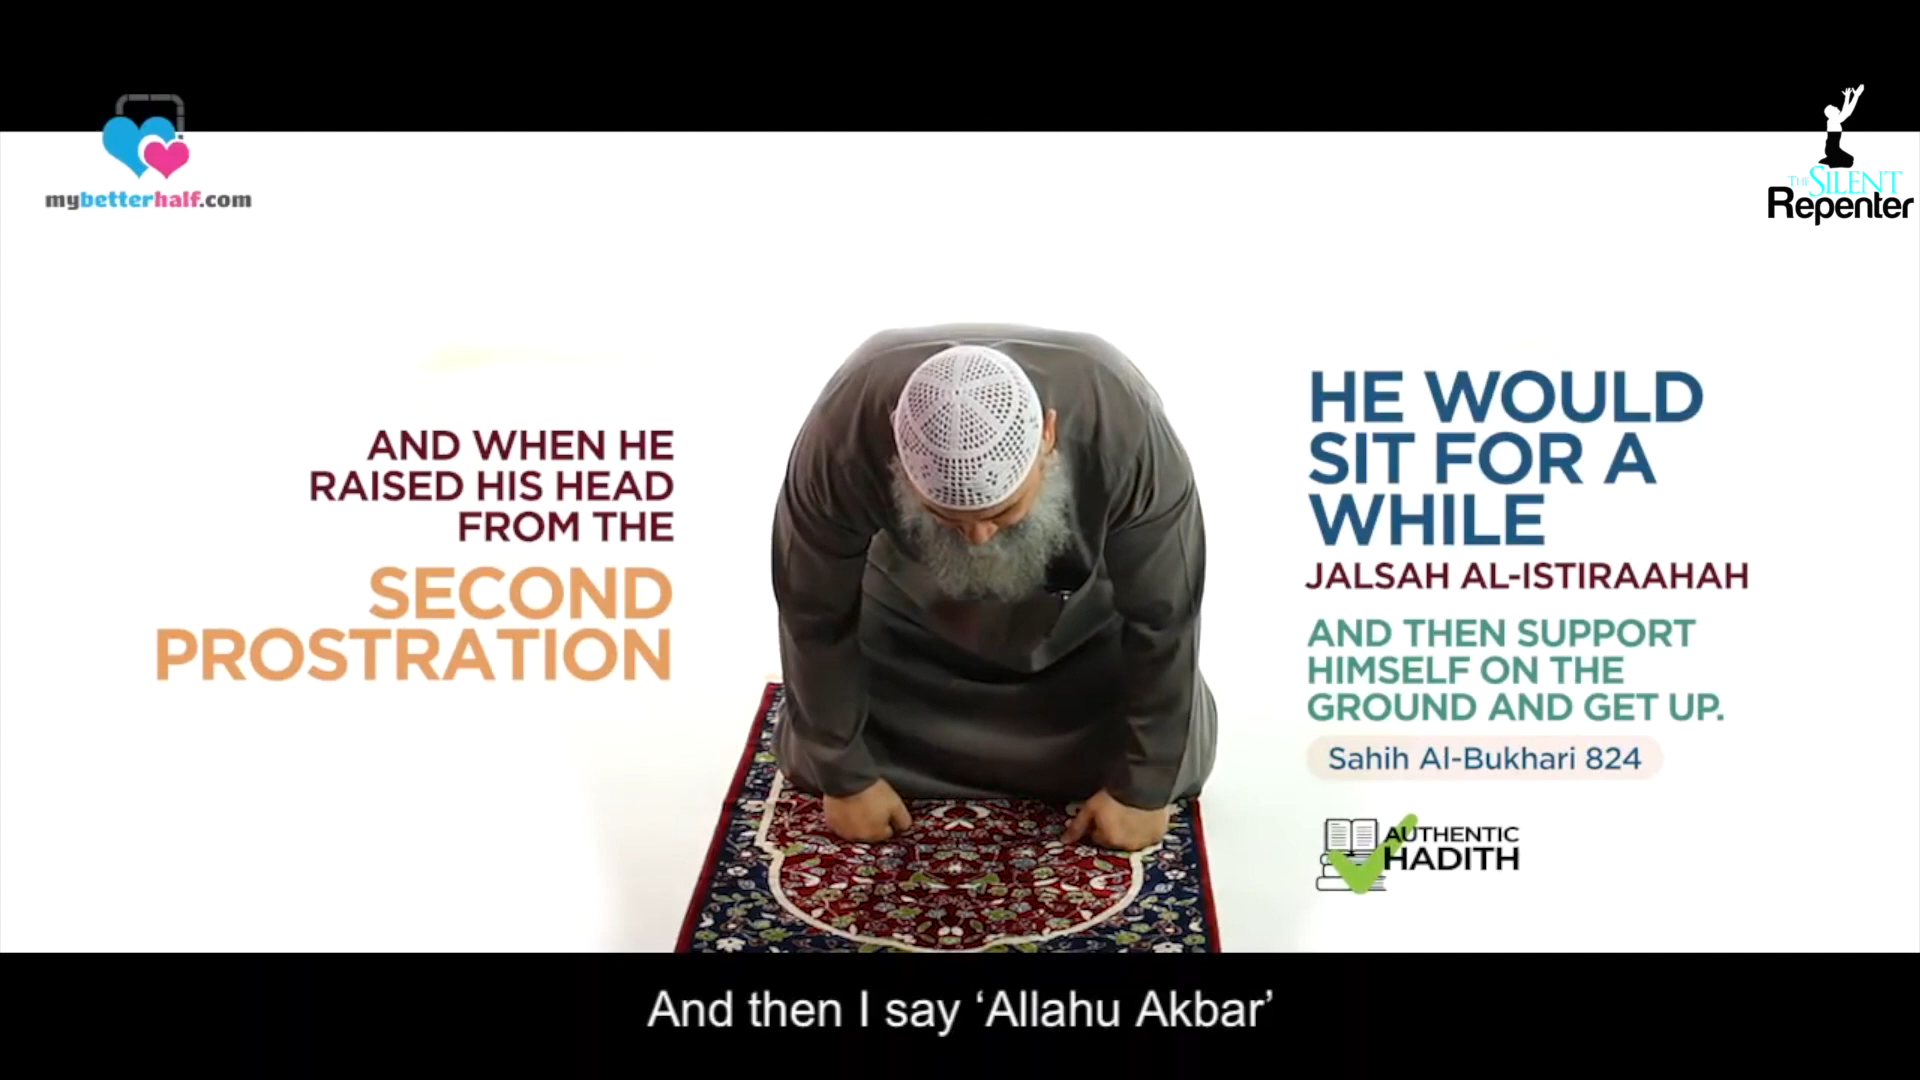 mybetterhalf.com
THE SILENT
Repenter
AND WHEN HE
RAISED HIS HEAD
FROM THE
SECOND
PROSTRATION
HE WOULD
SIT FOR A
WHILE
JALSAH AL-ISTIRAAHAH
AND THEN SUPPORT
HIMSELF ON THE
GROUND AND GET UP.
Sahih Al-Bukhari 824
AUTHENTIC
HADITH
And then I say ‘Allahu Akbar’